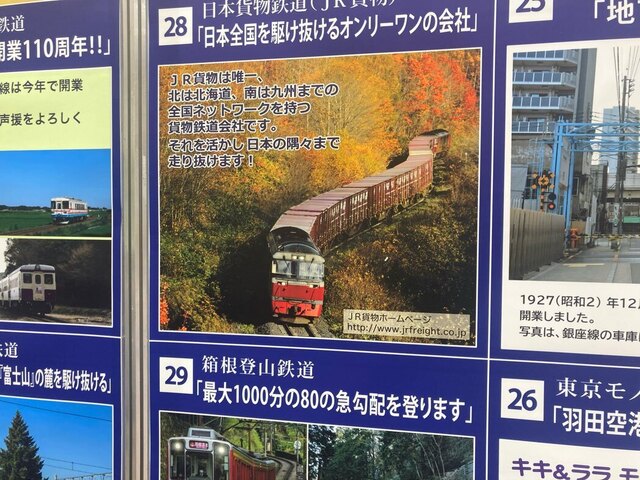 鉄道
開業110周年!!」
線は今年で開業
声援をよろしく
道
『富士山』の麓を駆け抜ける」
28
日本貨物鉄道(JR貨物)
「日本全国を駆け抜けるオンリーワンの会社」
JR貨物は唯一、
北は北海道、南は九州までの
全国ネットワークを持つ
貨物鉄道会社です。
それを活かし日本の隅々まで
走り抜けます!
JR貨物ホームページ
http://www.jrfreight.co.jp/
29
箱根登山鉄道
「最大1000分の80の急勾配を登ります」
25
「地下
1927(昭和2)年12月
開業しました。
写真は、銀座線の車庫
26
東京モノ
「羽田空港
キキ&ララ モ